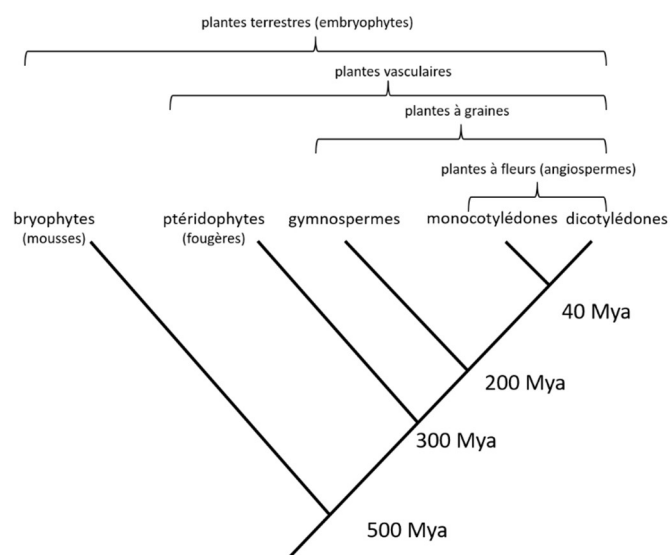 plantes terrestres (embryophytes)
plantes vasculaires
plantes à graines
plantes à fleurs (angiospermes)
bryophytes
(mousses)
ptéridophytes
(fougères)
gymnospermes
monocotylédones
dicotylédones
40 Mya
200 Mya
300 Mya
500 Mya